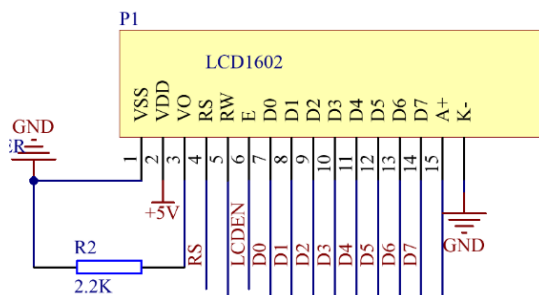 P1
LCD1602
VSS
VDD
VO
RS
RW
E
D0
D1
D2
D3
D4
D5
D6
D7
A+
K-
GND
ER
1
2
3
4
5
6
7
8
9
10
11
12
13
14
15
+5V
RS
LCDEN
D0
D1
D2
D3
D4
D5
D6
D7
GND
R2
2.2K